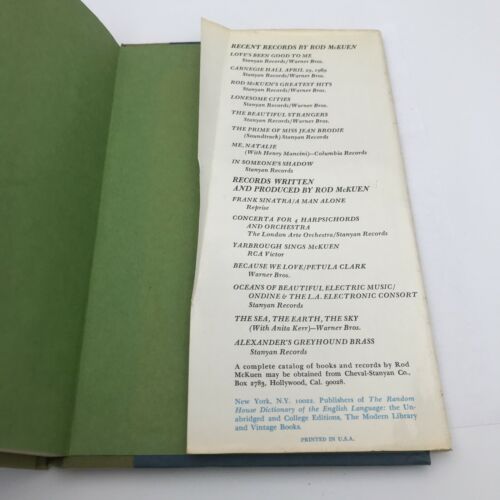 RECENT RECORDS BY ROD McKUEN
LOVE'S BEEN GOOD TO ME
Stanyan Records/Warner Bros.
CARNEGIE HALL APRIL 29, 1969
Stanyan Records/Warner Bros.
ROD McKUEN'S GREATEST HITS
Stanyan Records/Warner Bros.
LONESOME CITIES
Stanyan Records/Warner Bros.
THE BEAUTIFUL STRANGERS
Stanyan Records/Warner Bros.
THE PRIME OF MISS JEAN BRODIE
(Soundtrack) Stanyan Records
ME, NATALIE
(With Henry Mancini)—Columbia Records
IN SOMEONE'S SHADOW
Stanyan Records
RECORDS WRITTEN
AND PRODUCED BY ROD McKUEN
FRANK SINATRA/A MAN ALONE
Reprise
CONCERTA FOR 4 HARPSICHORDS
AND ORCHESTRA
The London Arte Orchestra/Stanyan Records
YARBROUGH SINGS McKUEN
RCA Victor
BECAUSE WE LOVE/PETULA CLARK
Warner Bros.
OCEANS OF BEAUTIFUL ELECTRIC MUSIC/
ONDINE & THE L.A. ELECTRONIC CONSORT
Stanyan Records
THE SEA, THE EARTH, THE SKY
(With Anita Kerr)—Warner Bros.
ALEXANDER'S GREYHOUND BRASS
Stanyan Records
A complete catalog of books and records by Rod
McKuen may be obtained from Cheval-Stanyan Co.,
Box 2783, Hollywood, Cal. 90028.
New York, N.Y. 10022. Publishers of The Random
House Dictionary of the English Language: the Un-
abridged and College Editions, The Modern Library
and Vintage Books.
PRINTED IN U.S.A.